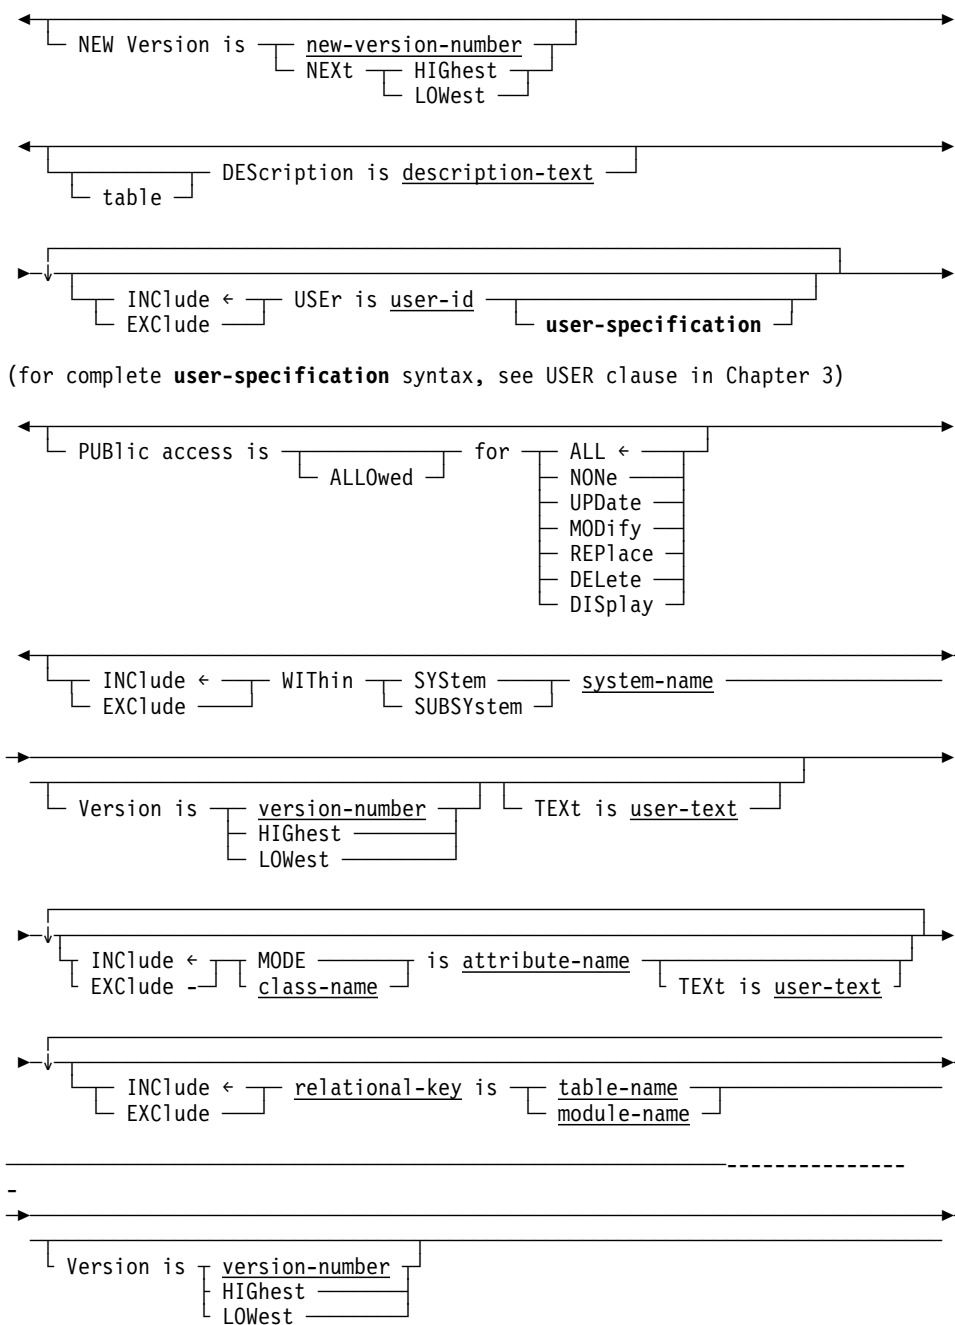 NEW Version is new-version-number
NEXt HIGhest
LOWest
table DEScription is description-text
INClude ← USEr is user-id
EXClude user-specification
(for complete user-specification syntax, see USER clause in Chapter 3)
PUBlic access is ALLOwed for ALL ←
NONe
UPDate
MODify
REPlace
DELete
DISplay
INClude ← WIThin SYStem system-name
EXClude SUBSYstem
Version is version-number TEXt is user-text
HIGhest
LOWest
INClude ← MODE is attribute-name
EXClude - class-name TEXt is user-text
INClude ← relational-key is table-name
EXClude module-name
Version is version-number
HIGhest
LOWest